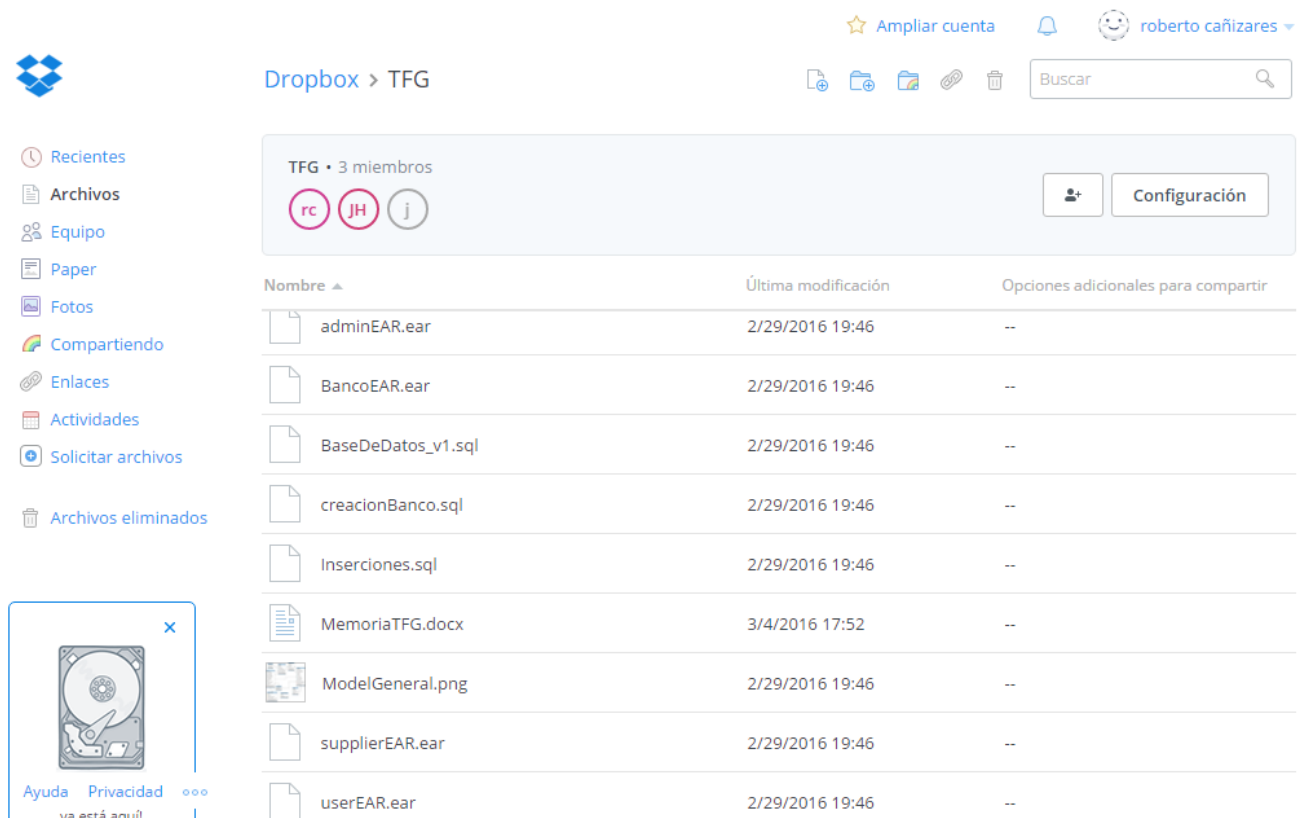 Ampliar cuenta roberto cañizares
Dropbox > TFG
Buscar
Recientes
Archivos
Equipo
Paper
Fotos
Compartiendo
Enlaces
Actividades
Solicitar archivos
Archivos eliminados
Ayuda Privacidad
ya está aquí!
TFG • 3 miembros
rc JH j
Configuración
Nombre Última modificación Opciones adicionales para compartir
adminEAR.ear 2/29/2016 19:46 --
BancoEAR.ear 2/29/2016 19:46 --
BaseDeDatos_v1.sql 2/29/2016 19:46 --
creacionBanco.sql 2/29/2016 19:46 --
Inserciones.sql 2/29/2016 19:46 --
MemoriaTFG.docx 3/4/2016 17:52 --
ModelGeneral.png 2/29/2016 19:46 --
supplierEAR.ear 2/29/2016 19:46 --
userEAR.ear 2/29/2016 19:46 --